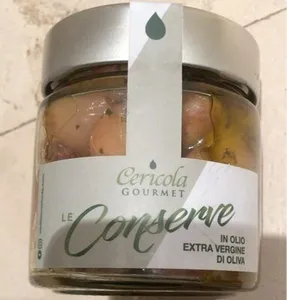 Cericola
GOURMET
LE Conserve
IN OLIO
EXTRA VERGINE
DI OLIVA